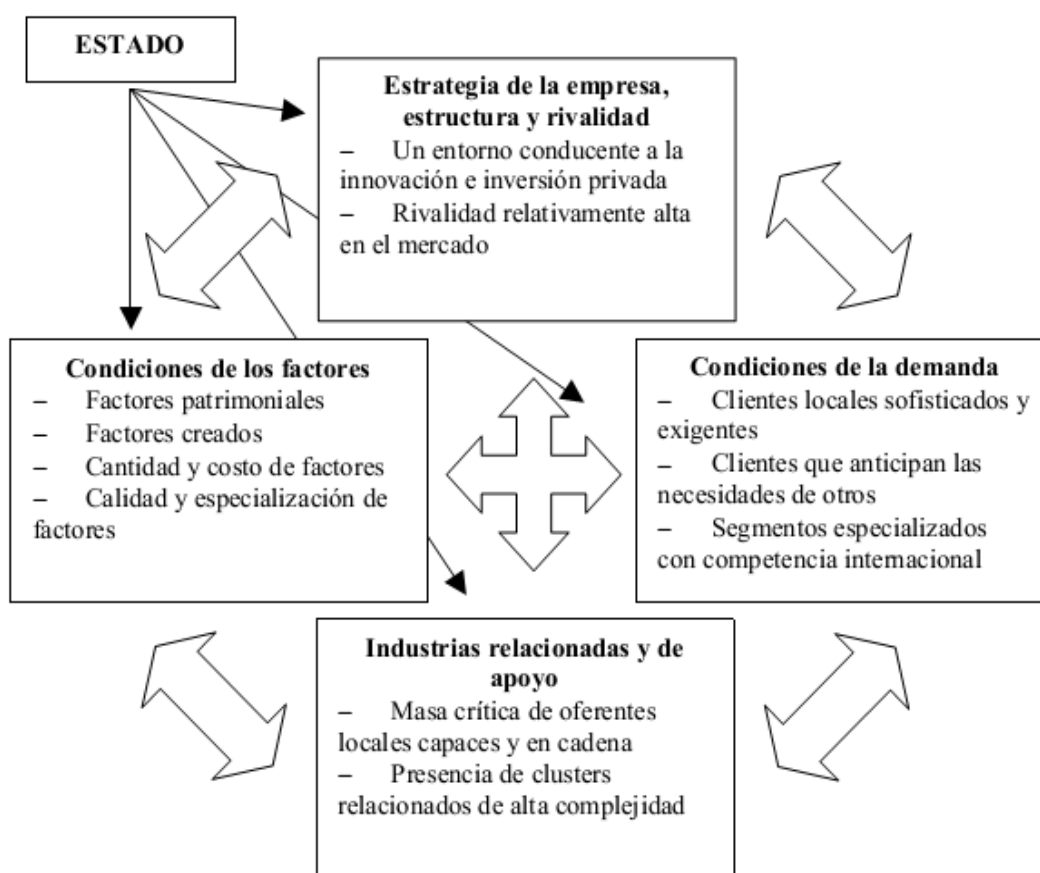 ESTADO
Estrategia de la empresa,
estructura y rivalidad
– Un entorno conducente a la
innovación e inversión privada
– Rivalidad relativamente alta
en el mercado
Condiciones de los factores
– Factores patrimoniales
– Factores creados
– Cantidad y costo de factores
– Calidad y especialización de
factores
Condiciones de la demanda
– Clientes locales sofisticados y
exigentes
– Clientes que anticipan las
necesidades de otros
– Segmentos especializados
con competencia internacional
Industrias relacionadas y de
apoyo
– Masa crítica de oferentes
locales capaces y en cadena
– Presencia de clusters
relacionados de alta complejidad